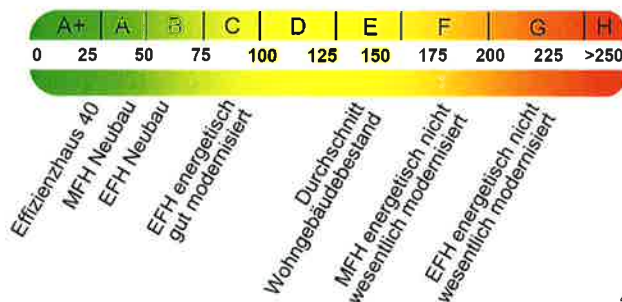 A+ A B C D E F G H
0 25 50 75 100 125 150 175 200 225 >250
Effizienzhaus 40
MFH Neubau
EFH Neubau
EFH energetisch
gut modernisiert
Durchschnitt
Wohngebäudebestand
MFH energetisch nicht
wesentlich modernisiert
EFH energetisch nicht
wesentlich modernisiert